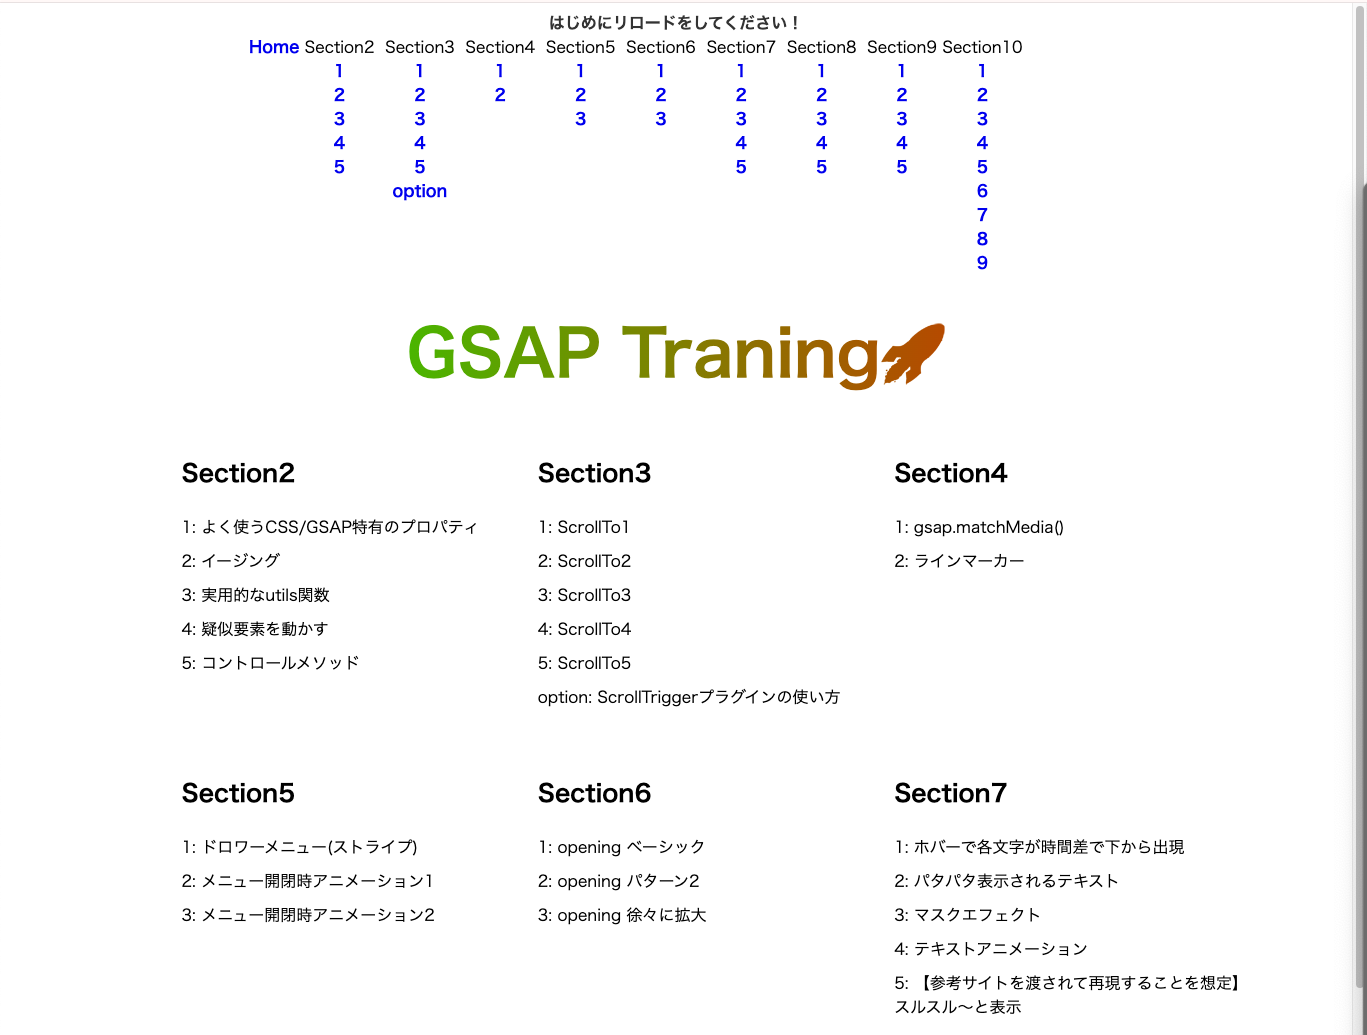 はじめにリロードをしてください！
Home Section2 Section3 Section4 Section5 Section6 Section7 Section8 Section9 Section10
1 1 1 1 1 1 1 1 1
2 2 2 2 2 2 2 2 2
3 3 3 3 3 3 3 3
4 4 4 4 4 4
5 5 5 5 5 5
option 6
7
8
9
GSAP Traning
Section2
1: よく使うCSS/GSAP特有のプロパティ
2: イージング
3: 実用的なutils関数
4: 疑似要素を動かす
5: コントロールメソッド
Section3
1: ScrollTo1
2: ScrollTo2
3: ScrollTo3
4: ScrollTo4
5: ScrollTo5
option: ScrollTriggerプラグインの使い方
Section4
1: gsap.matchMedia()
2: ラインマーカー
Section5
1: ドロワーメニュー(ストライプ)
2: メニュー開閉時アニメーション1
3: メニュー開閉時アニメーション2
Section6
1: opening ベーシック
2: opening パターン2
3: opening 徐々に拡大
Section7
1: ホバーで各文字が時間差で下から出現
2: パタパタ表示されるテキスト
3: マスクエフェクト
4: テキストアニメーション
5: 【参考サイトを渡されて再現することを想定】
スルスル〜と表示